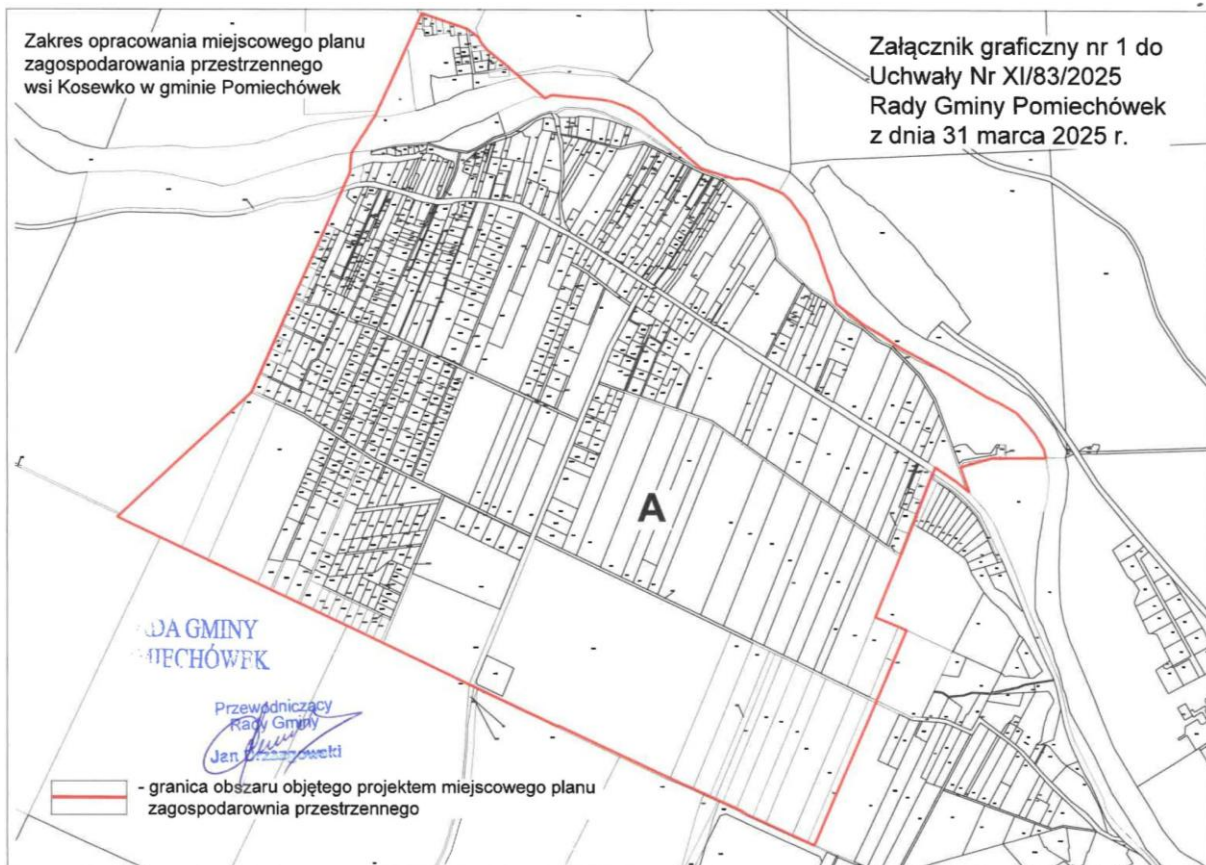 Zakres opracowania miejscowego planu
zagospodarowania przestrzennego
wsi Kosewko w gminie Pomiechówek
Załącznik graficzny nr 1 do
Uchwały Nr XI/83/2025
Rady Gminy Pomiechówek
z dnia 31 marca 2025 r.
A
GMINY
Przewodniczący
Rady Gminy
Jan
- granica obszaru objętego projektem miejscowego planu
zagospodarownia przestrzennego